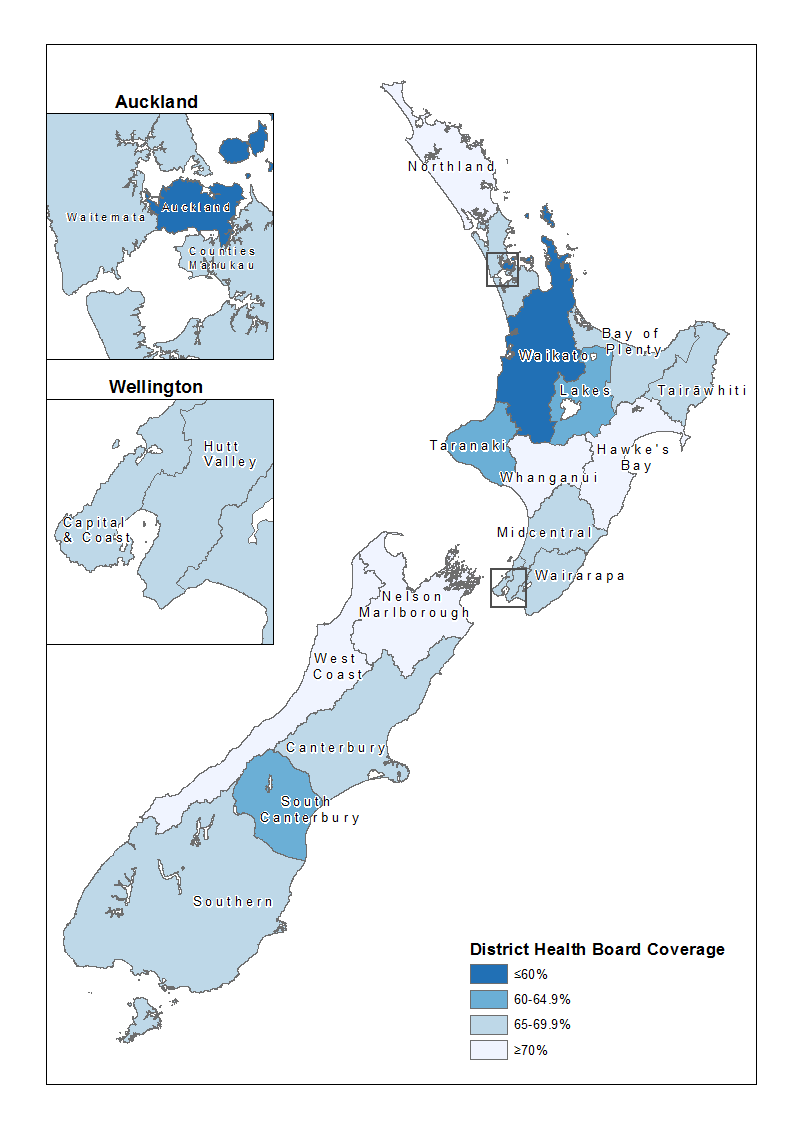 Auckland
Waitemata
Auckland
Counties
Manukau
Wellington
Hutt
Valley
Capital
& Coast
Northland
Waikato
Bay of
Plenty
Lakes
Tairāwhiti
Taranaki
Hawke's
Bay
Whanganui
Midcentral
Wairarapa
Nelson
Marlborough
West
Coast
Canterbury
South
Canterbury
Southern
District Health Board Coverage
≤60%
60-64.9%
65-69.9%
≥70%